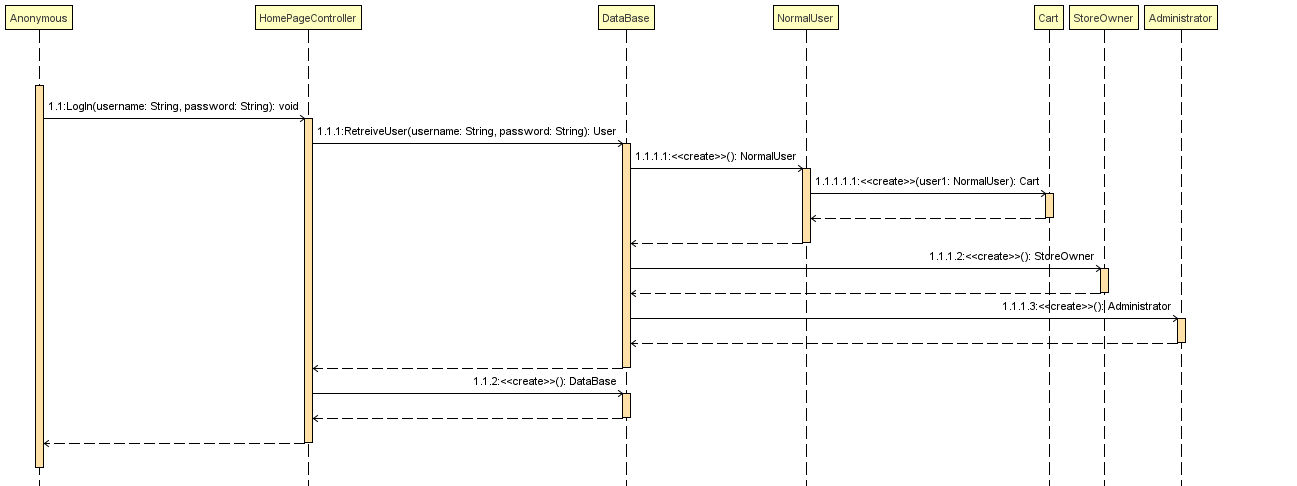 Anonymous
HomePageController
DataBase
NormalUser
Cart
StoreOwner
Administrator
1.1:LogIn(username: String, password: String): void
1.1.1:RetreiveUser(username: String, password: String): User
1.1.1.1:<<create>>(): NormalUser
1.1.1.1.1:<<create>>(user1: NormalUser): Cart
1.1.1.2:<<create>>(): StoreOwner
1.1.1.3:<<create>>(): Administrator
1.1.2:<<create>>(): DataBase